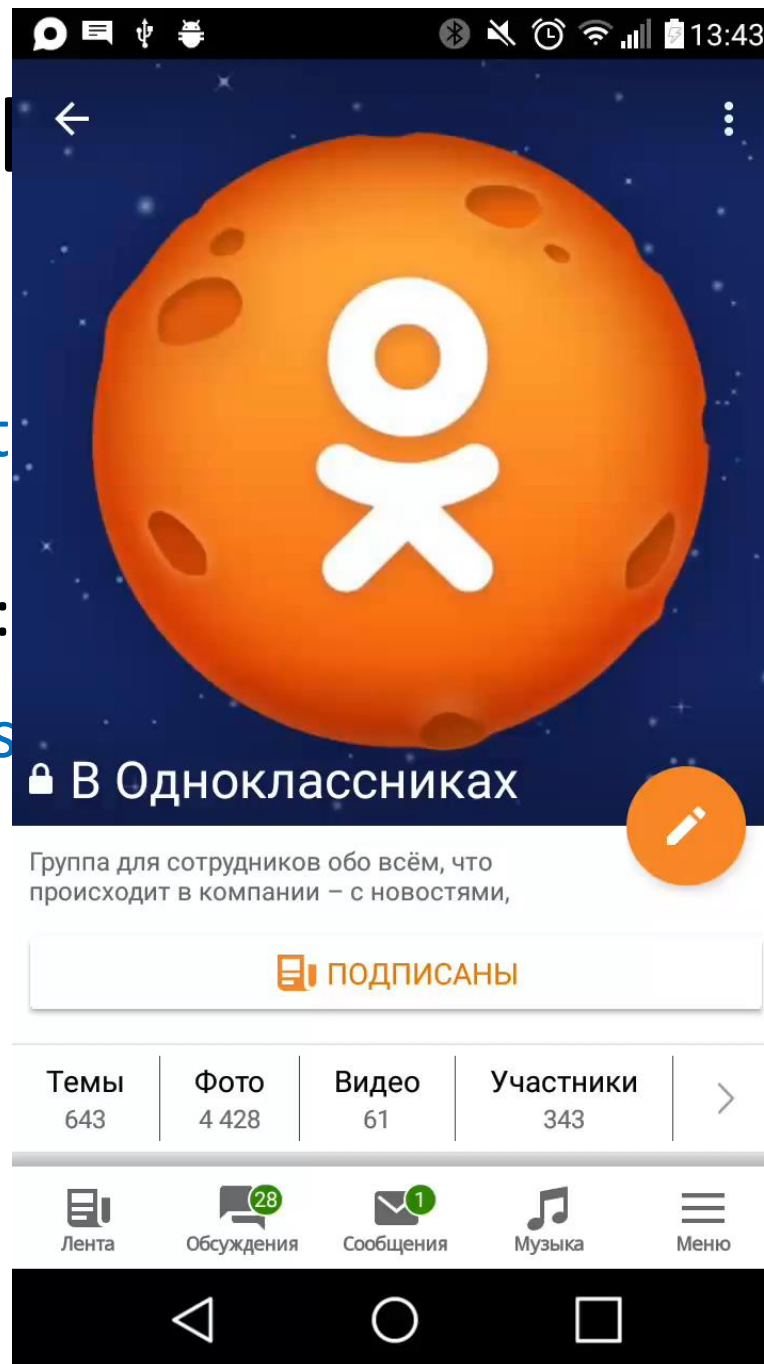 13:43
t
:
s
В Одноклассниках
Группа для сотрудников обо всём, что
происходит в компании – с новостями,
ПОДПИСАНЫ
Темы Фото Видео Участники
643 4 428 61 343
28 1
Лента Обсуждения Сообщения Музыка Меню